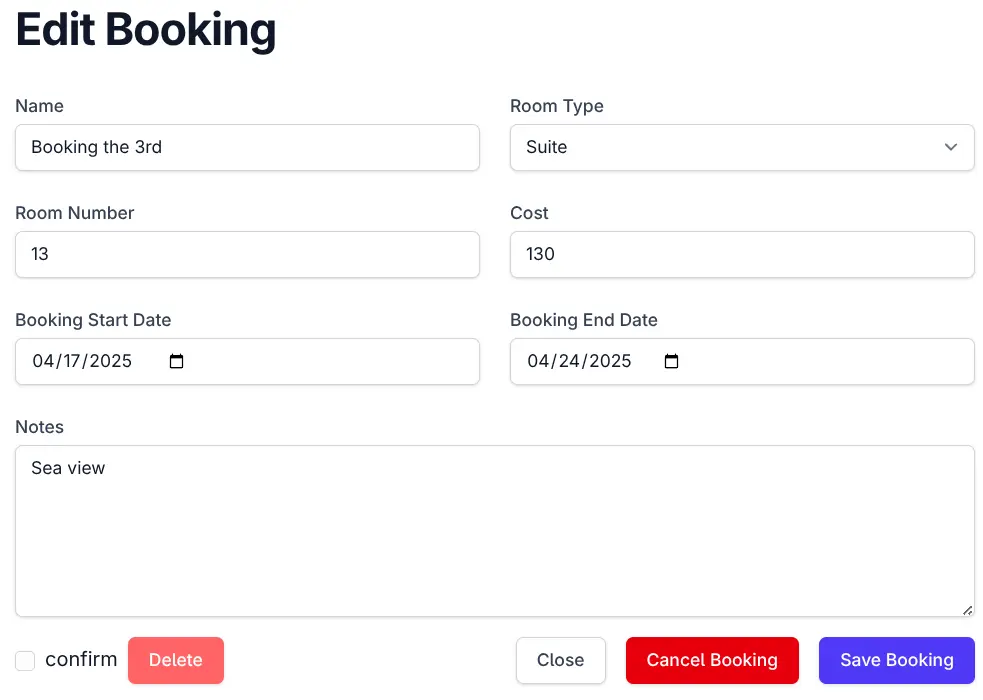 Edit Booking
Name
Room Type
Booking the 3rd
Suite
Room Number
Cost
13
130
Booking Start Date
Booking End Date
04/17/2025
04/24/2025
Notes
Sea view
confirm
Delete
Close
Cancel Booking
Save Booking